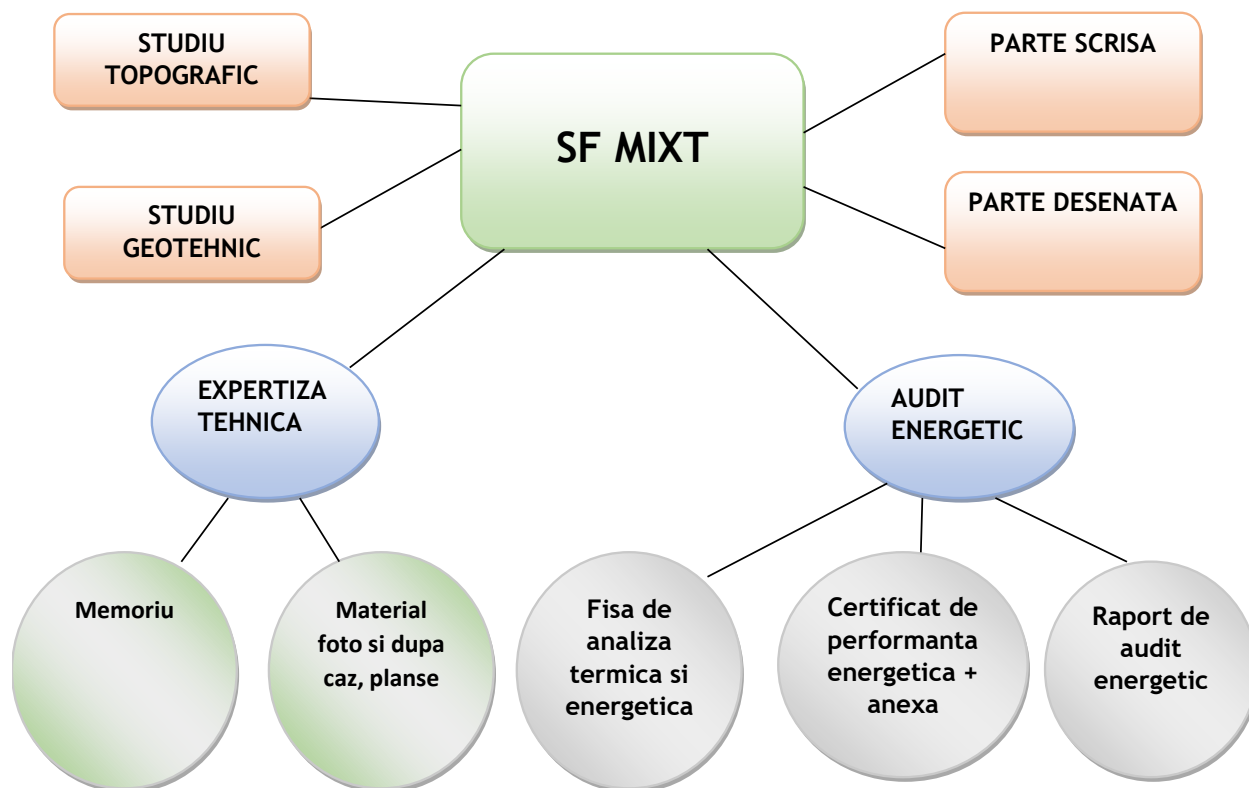 STUDIU
TOPOGRAFIC
SF MIXT
PARTE SCRISA
STUDIU
GEOTEHNIC
PARTE DESENATA
EXPERTIZA
TEHNICA
AUDIT
ENERGETIC
Memoriu
Material
foto si dupa
caz, planse
Fisa de
analiza
termica si
energetica
Certificat de
performanta
energetica +
anexa
Raport de
audit
energetic